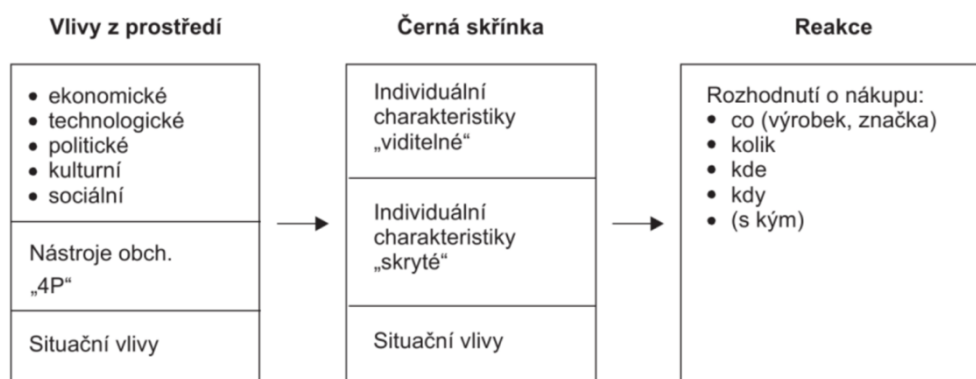 Vlivy z prostředí
• ekonomické
• technologické
• politické
• kulturní
• sociální
Nástroje obch.
„4P“
Situační vlivy
Černá skřínka
Individuální
charakteristiky
„viditelné“
Individuální
charakteristiky
„skryté“
Situační vlivy
Reakce
Rozhodnutí o nákupu:
• co (výrobek, značka)
• kolik
• kde
• kdy
• (s kým)